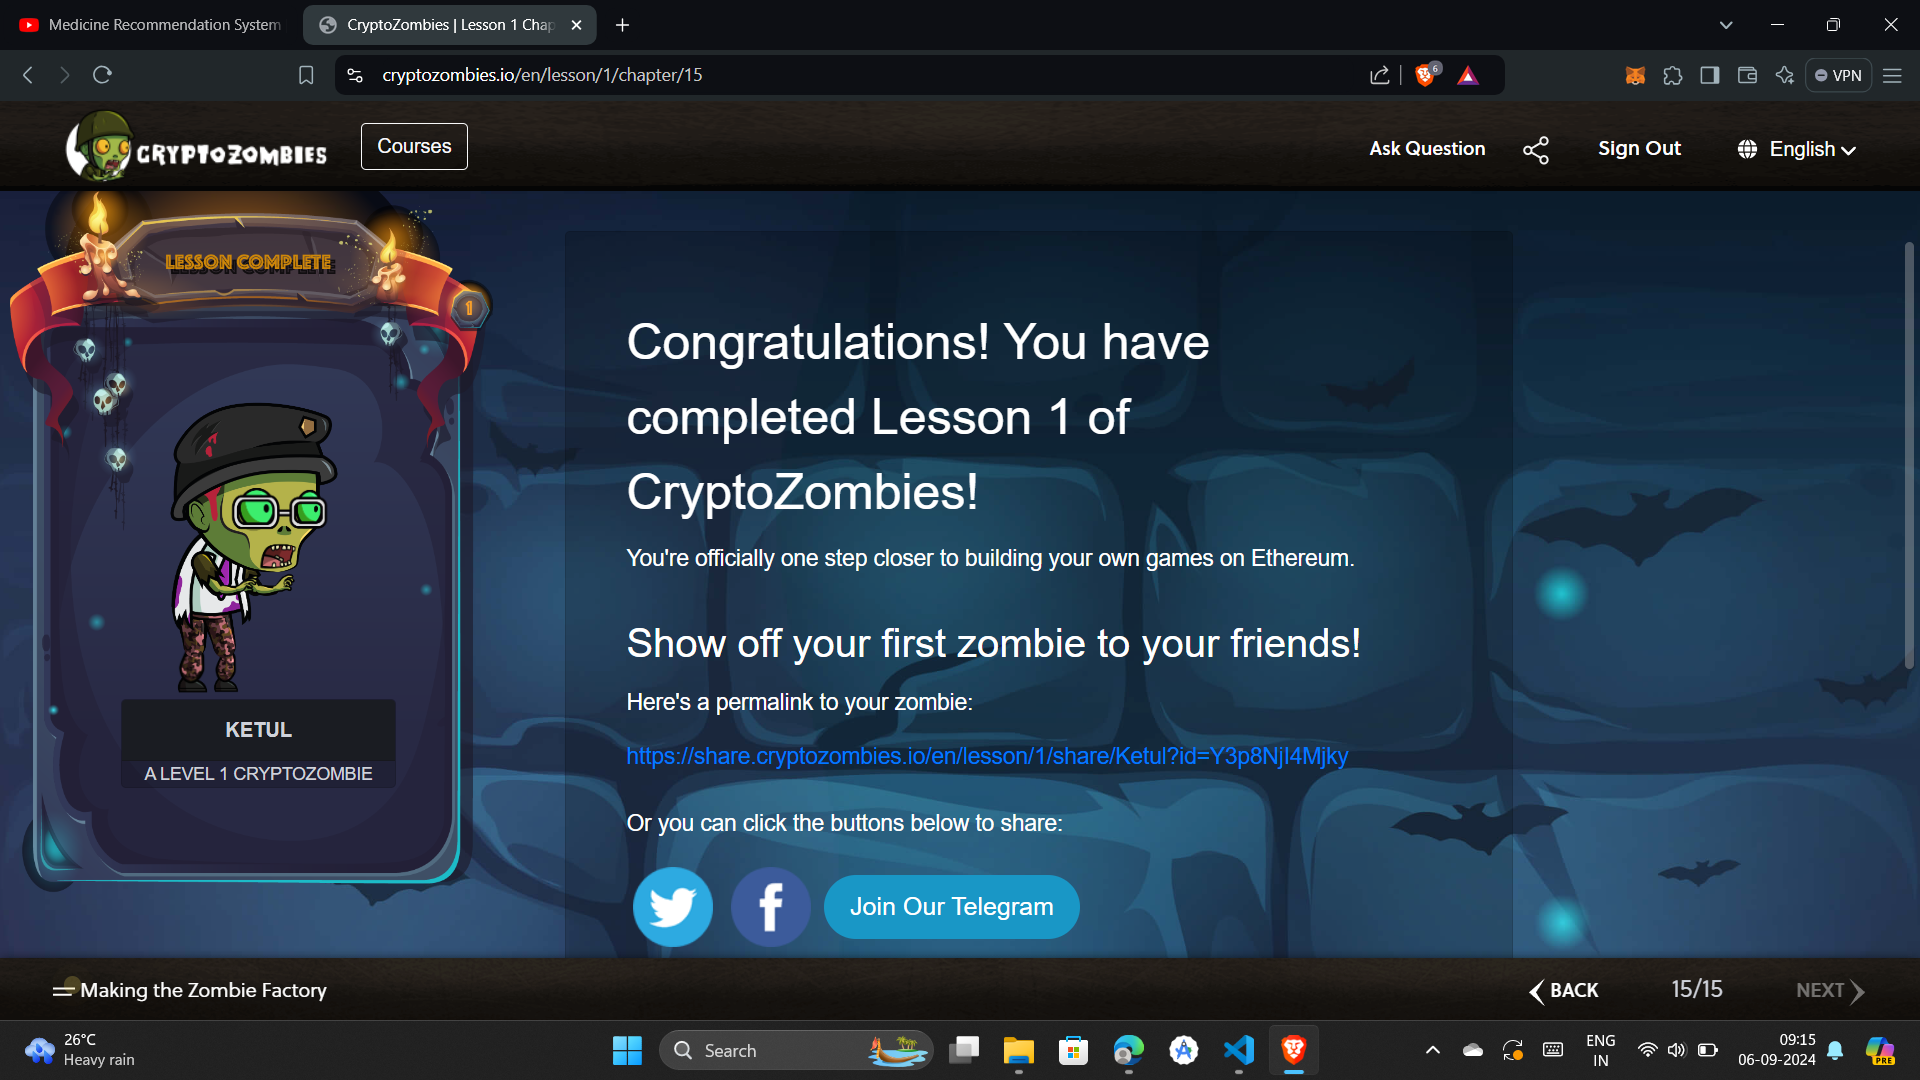 Medicine Recommendation System
CryptoZombies | Lesson 1 Chap
cryptozombies.io/en/lesson/1/chapter/15
6
VPN
CRYPTOZOMBIES
Courses
Ask Question
Sign Out
English
LESSON COMPLETE
1
KETUL
A LEVEL 1 CRYPTOZOMBIE
Congratulations! You have
completed Lesson 1 of
CryptoZombies!
You're officially one step closer to building your own games on Ethereum.
Show off your first zombie to your friends!
Here's a permalink to your zombie:
https://share.cryptozombies.io/en/lesson/1/share/Ketul?id=Y3p8NjI4Mjky
Or you can click the buttons below to share:
Join Our Telegram
Making the Zombie Factory
BACK
15/15
NEXT
26°C
Heavy rain
Search
ENG
IN
09:15
06-09-2024
PRE